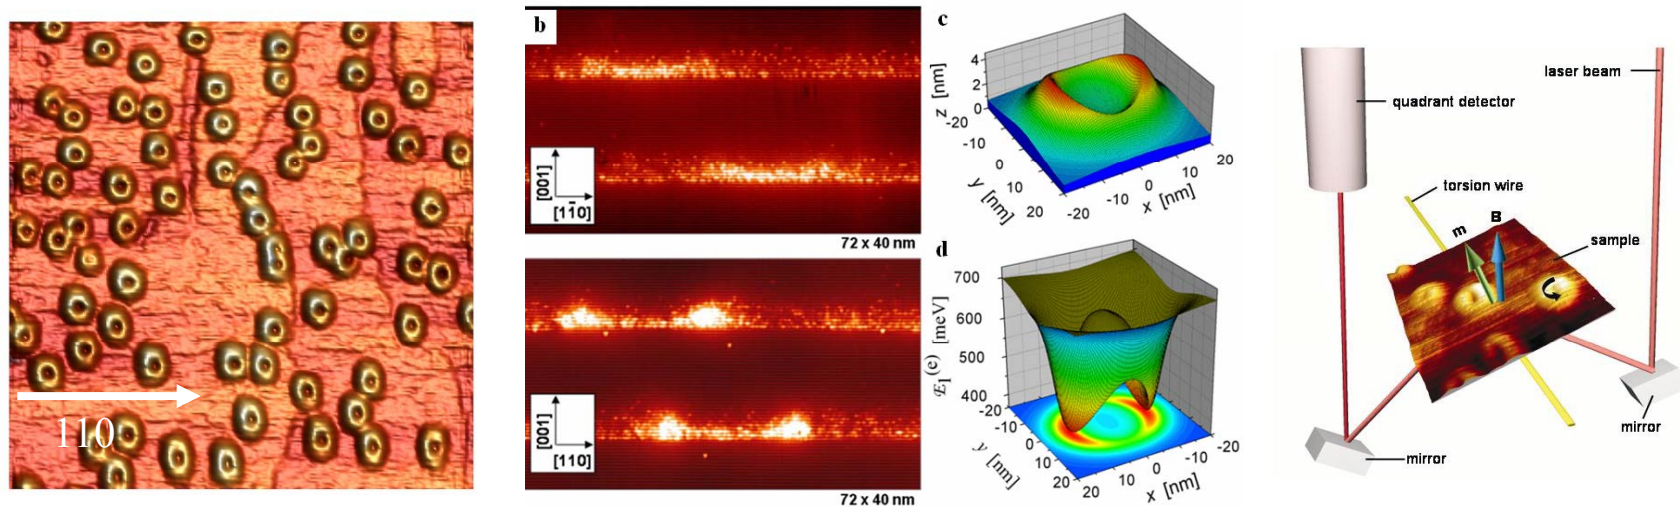 110
b
[001]
[11̄0]
72 x 40 nm
[001]
[110]
72 x 40 nm
c
z [nm]
4
2
0
-20
-10
0
10
20
y [nm]
-20
-10
0
10
20
x [nm]
d
700
600
500
400
ℰ₁⁽ᵉ⁾ [meV]
-20
-10
0
10
20
y [nm]
20
10
0
-10
-20
x [nm]
laser beam
quadrant detector
torsion wire
m
B
sample
mirror
mirror